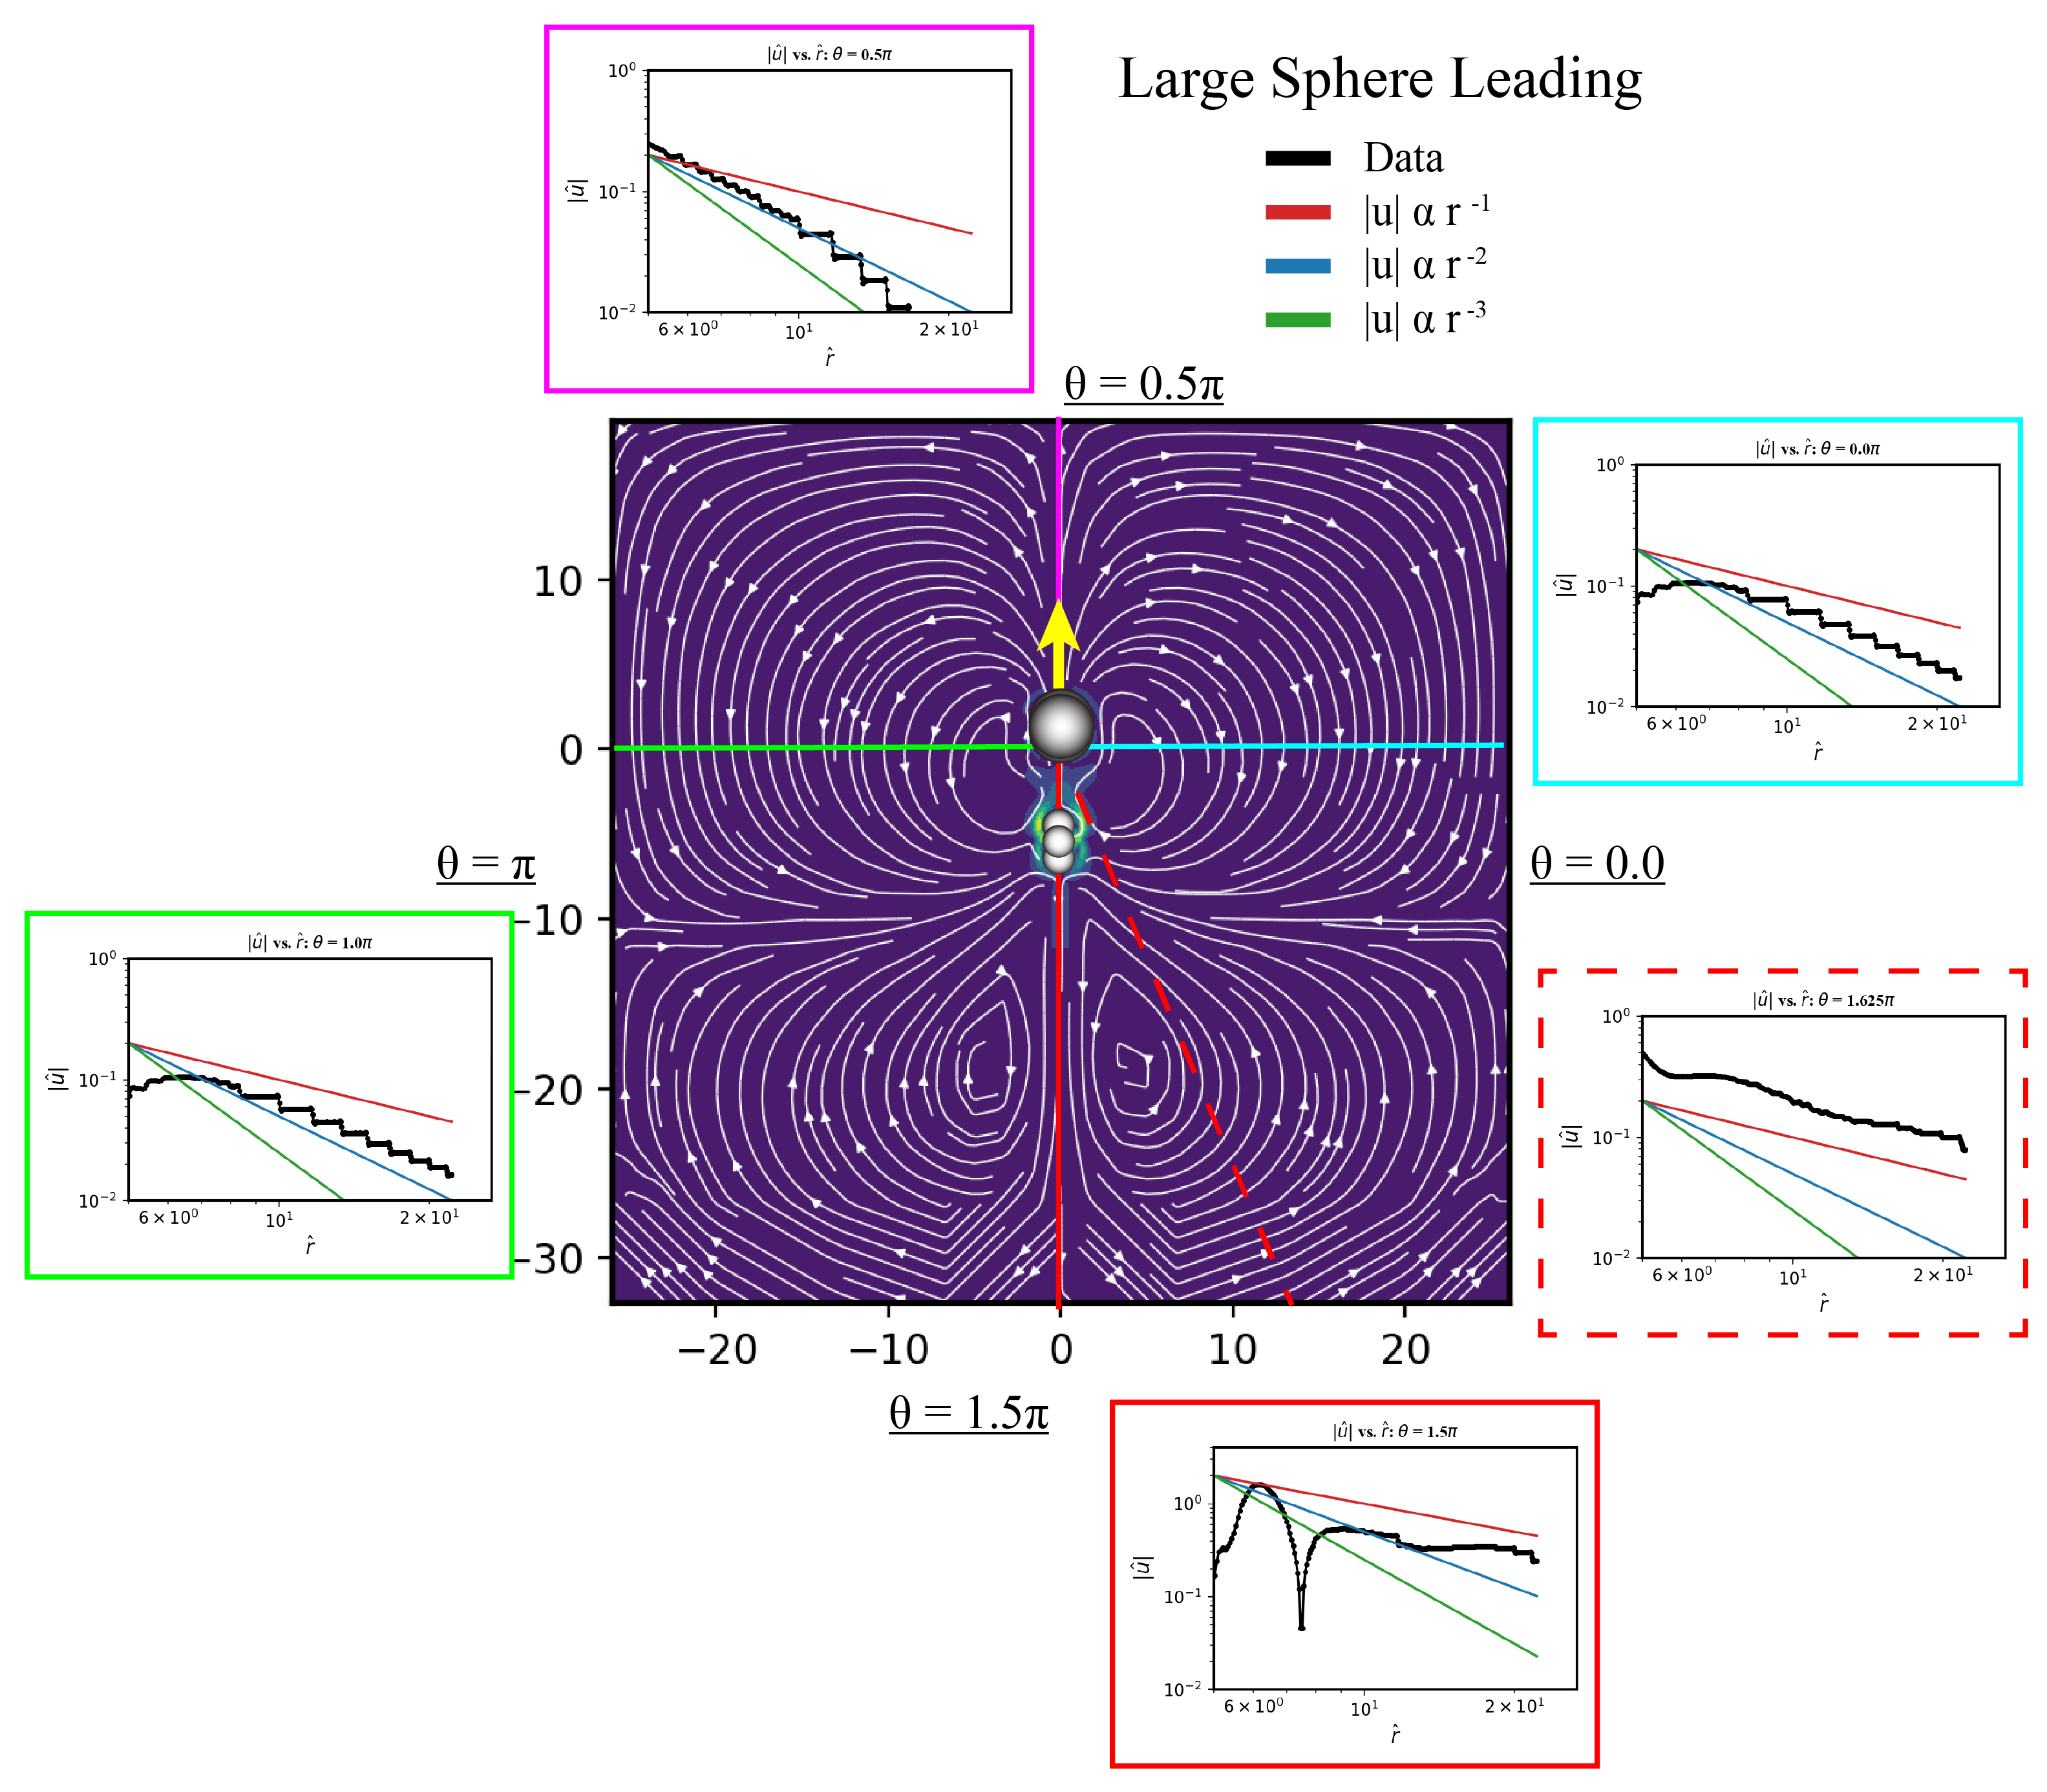 Large Sphere Leading
Data
|u| α r -1
|u| α r -2
|u| α r -3
|û| vs. r̂: θ = 0.5π
10⁰
10⁻¹
10⁻²
|û|
6 × 10⁰ 10¹ 2 × 10¹
r̂
θ = 0.5π
|û| vs. r̂: θ = 0.0π
10⁰
10⁻¹
10⁻²
|û|
6 × 10⁰ 10¹ 2 × 10¹
r̂
θ = 0.0
10
0
−10
−20
−30
−20 −10 0 10 20
θ = π
|û| vs. r̂: θ = 1.0π
10⁰
10⁻¹
10⁻²
|û|
6 × 10⁰ 10¹ 2 × 10¹
r̂
|û| vs. r̂: θ = 1.625π
10⁰
10⁻¹
10⁻²
|û|
6 × 10⁰ 10¹ 2 × 10¹
r̂
θ = 1.5π
|û| vs. r̂: θ = 1.5π
10⁰
10⁻¹
10⁻²
|û|
6 × 10⁰ 10¹ 2 × 10¹
r̂